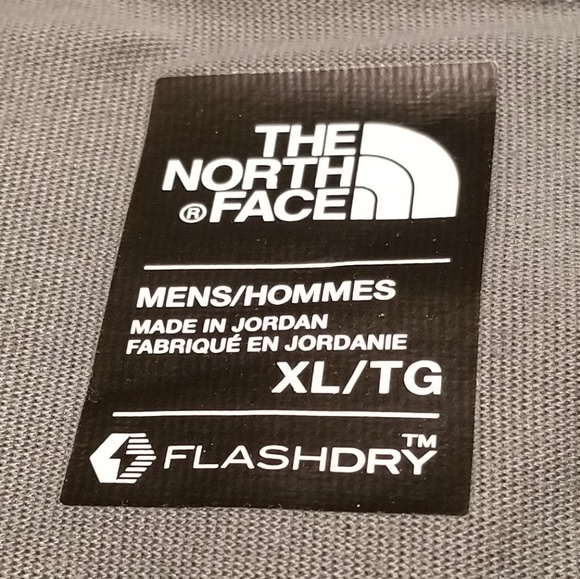 THE
NORTH
® FACE
MENS/HOMMES
MADE IN JORDAN
FABRIQUÉ EN JORDANIE
XL/TG
FLASHDRY™